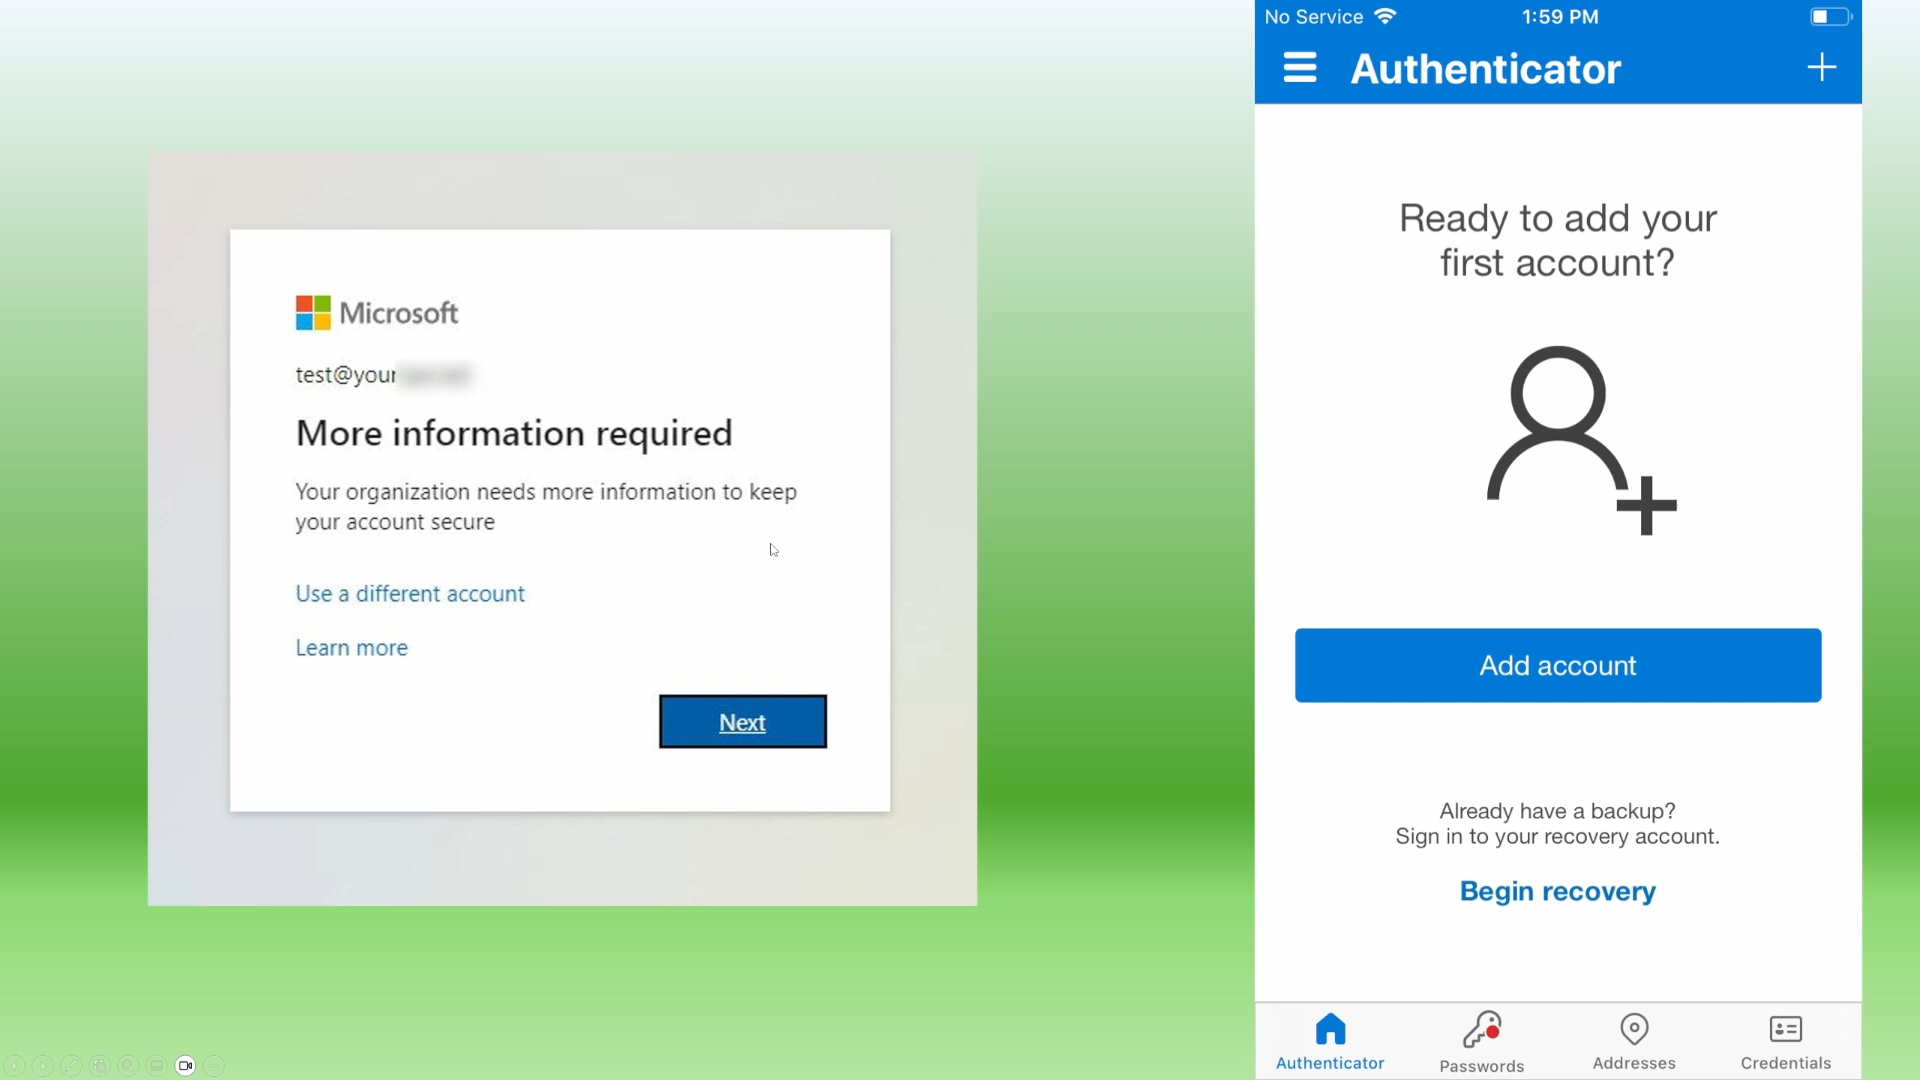 Microsoft
test@your
More information required
Your organization needs more information to keep
your account secure
Use a different account
Learn more
Next
No Service
1:59 PM
Authenticator
Ready to add your
first account?
Add account
Already have a backup?
Sign in to your recovery account.
Begin recovery
Authenticator
Passwords
Addresses
Credentials